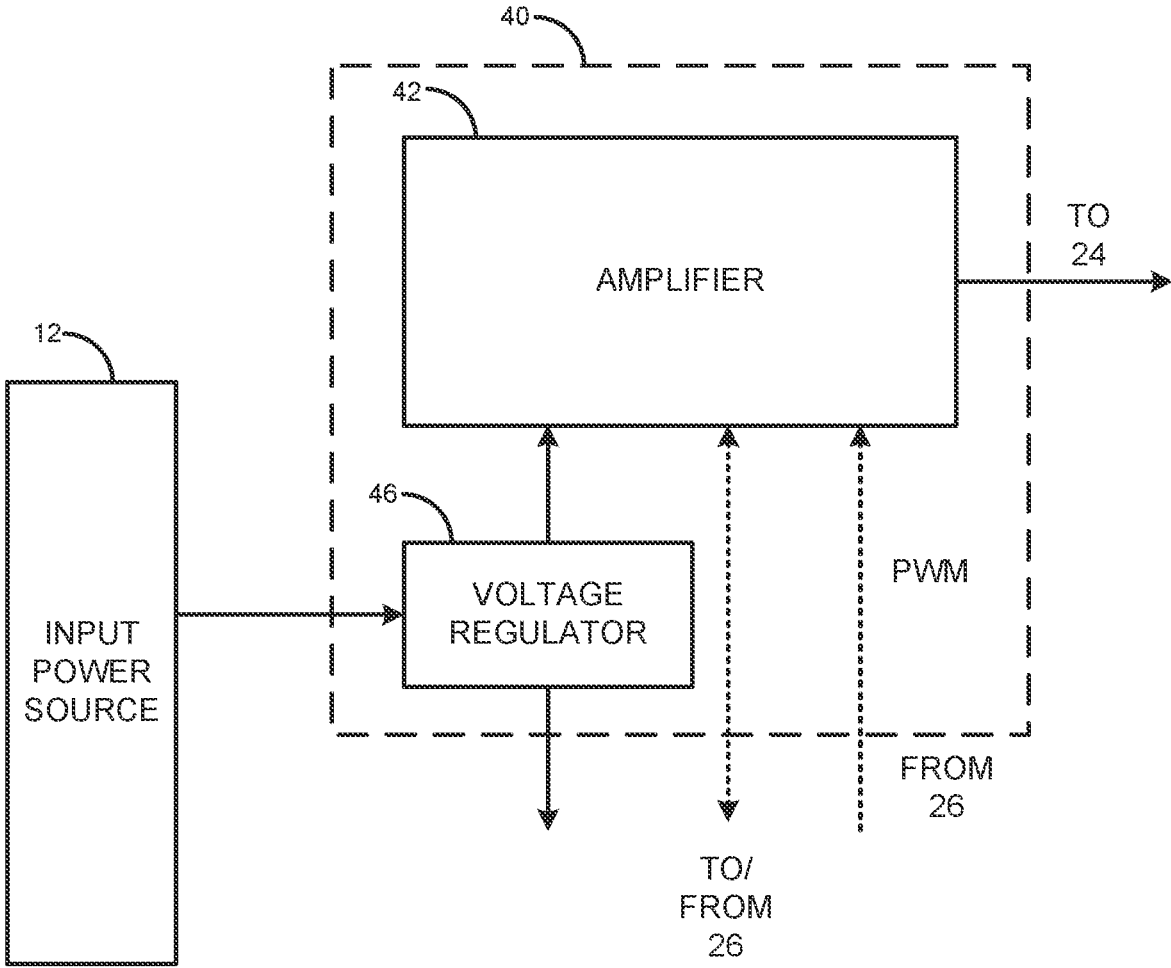 40
42
AMPLIFIER
TO
24
12
46
VOLTAGE
REGULATOR
PWM
INPUT
POWER
SOURCE
FROM
26
TO/
FROM
26